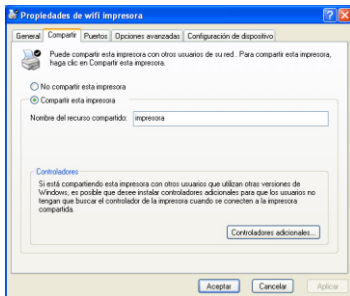 Propiedades de wifi impresora
General Compartir Puertos Opciones avanzadas Configuración de dispositivo
Puede compartir esta impresora con otros usuarios de su red. Para compartir esta impresora,
haga clic en Compartir esta impresora.
No compartir esta impresora
Compartir esta impresora
Nombre del recurso compartido: impresora
Controladores
Si está compartiendo esta impresora con otros usuarios que utilizan otras versiones de
Windows, es posible que desee instalar controladores adicionales para que los usuarios no
tengan que buscar el controlador de la impresora cuando se conecten a la impresora
compartida.
Controladores adicionales...
Aceptar Cancelar Aplicar